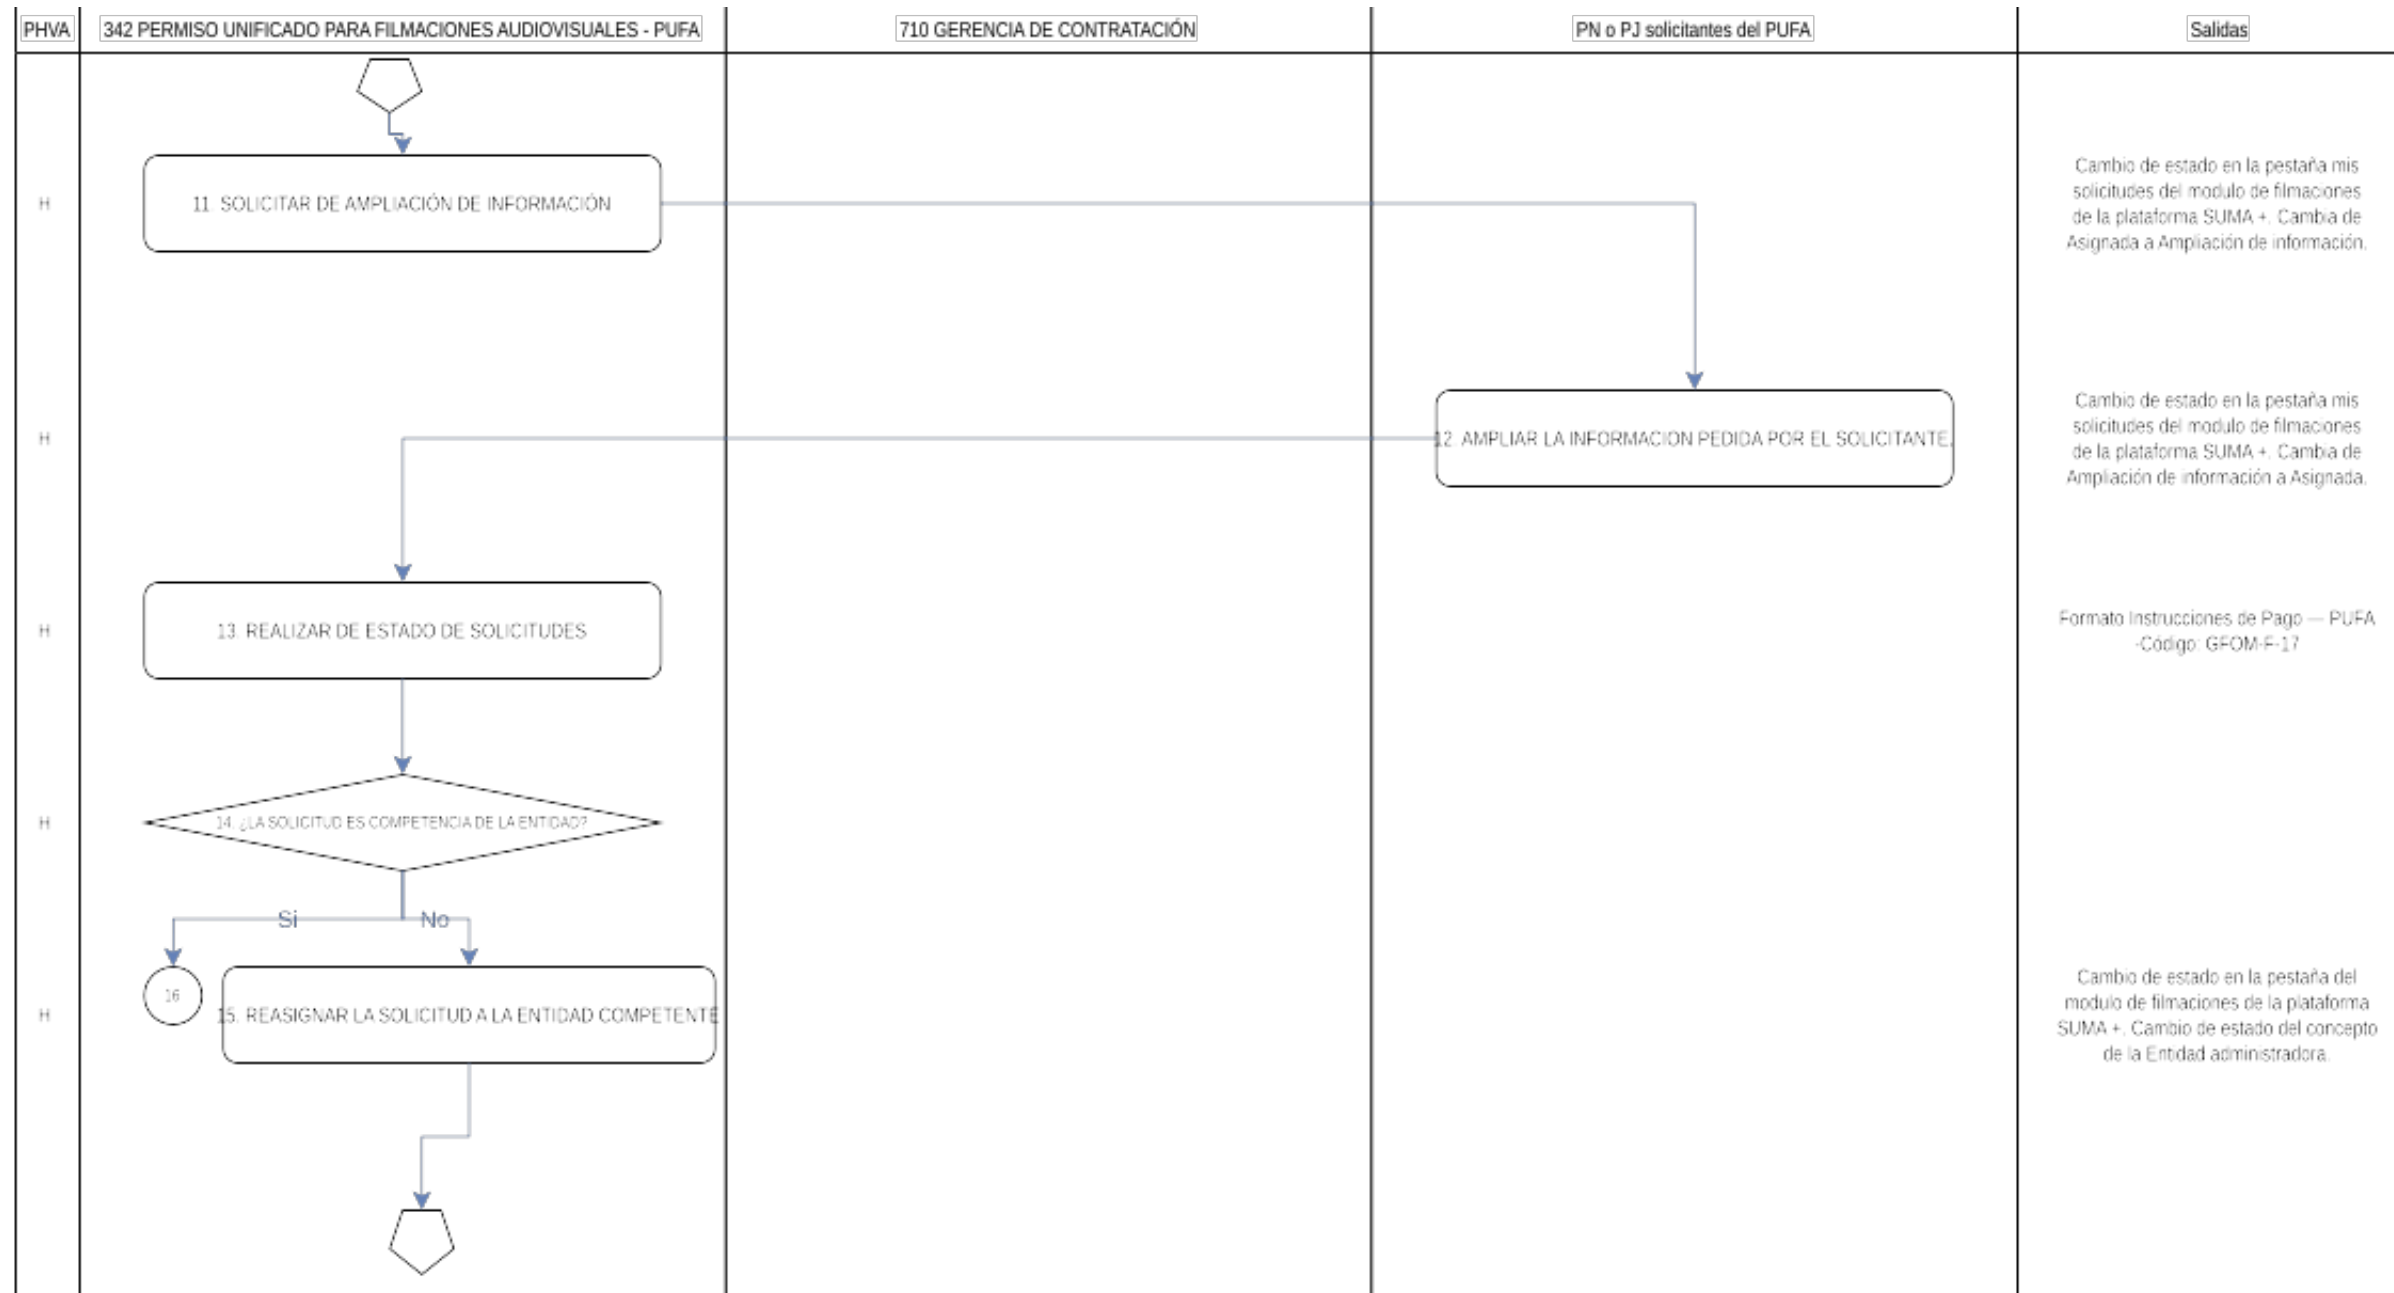 PHVA
342 PERMISO UNIFICADO PARA FILMACIONES AUDIOVISUALES - PUFA
710 GERENCIA DE CONTRATACIÓN
PN o PJ solicitantes del PUFA
Salidas
H
11. SOLICITAR DE AMPLIACIÓN DE INFORMACIÓN
Cambio de estado en la pestaña mis
solicitudes del modulo de filmaciones
de la plataforma SUMA +. Cambia de
Asignada a Ampliación de información.
H
12. AMPLIAR LA INFORMACION PEDIDA POR EL SOLICITANTE.
Cambio de estado en la pestaña mis
solicitudes del modulo de filmaciones
de la plataforma SUMA +. Cambia de
Ampliación de información a Asignada.
H
13. REALIZAR DE ESTADO DE SOLICITUDES
Formato Instrucciones de Pago — PUFA
-Código: GFOM-F-17
H
14. ¿LA SOLICITUD ES COMPETENCIA DE LA ENTIDAD?
Si
No
H
16
15. REASIGNAR LA SOLICITUD A LA ENTIDAD COMPETENTE
Cambio de estado en la pestaña del
modulo de filmaciones de la plataforma
SUMA +. Cambio de estado del concepto
de la Entidad administradora.